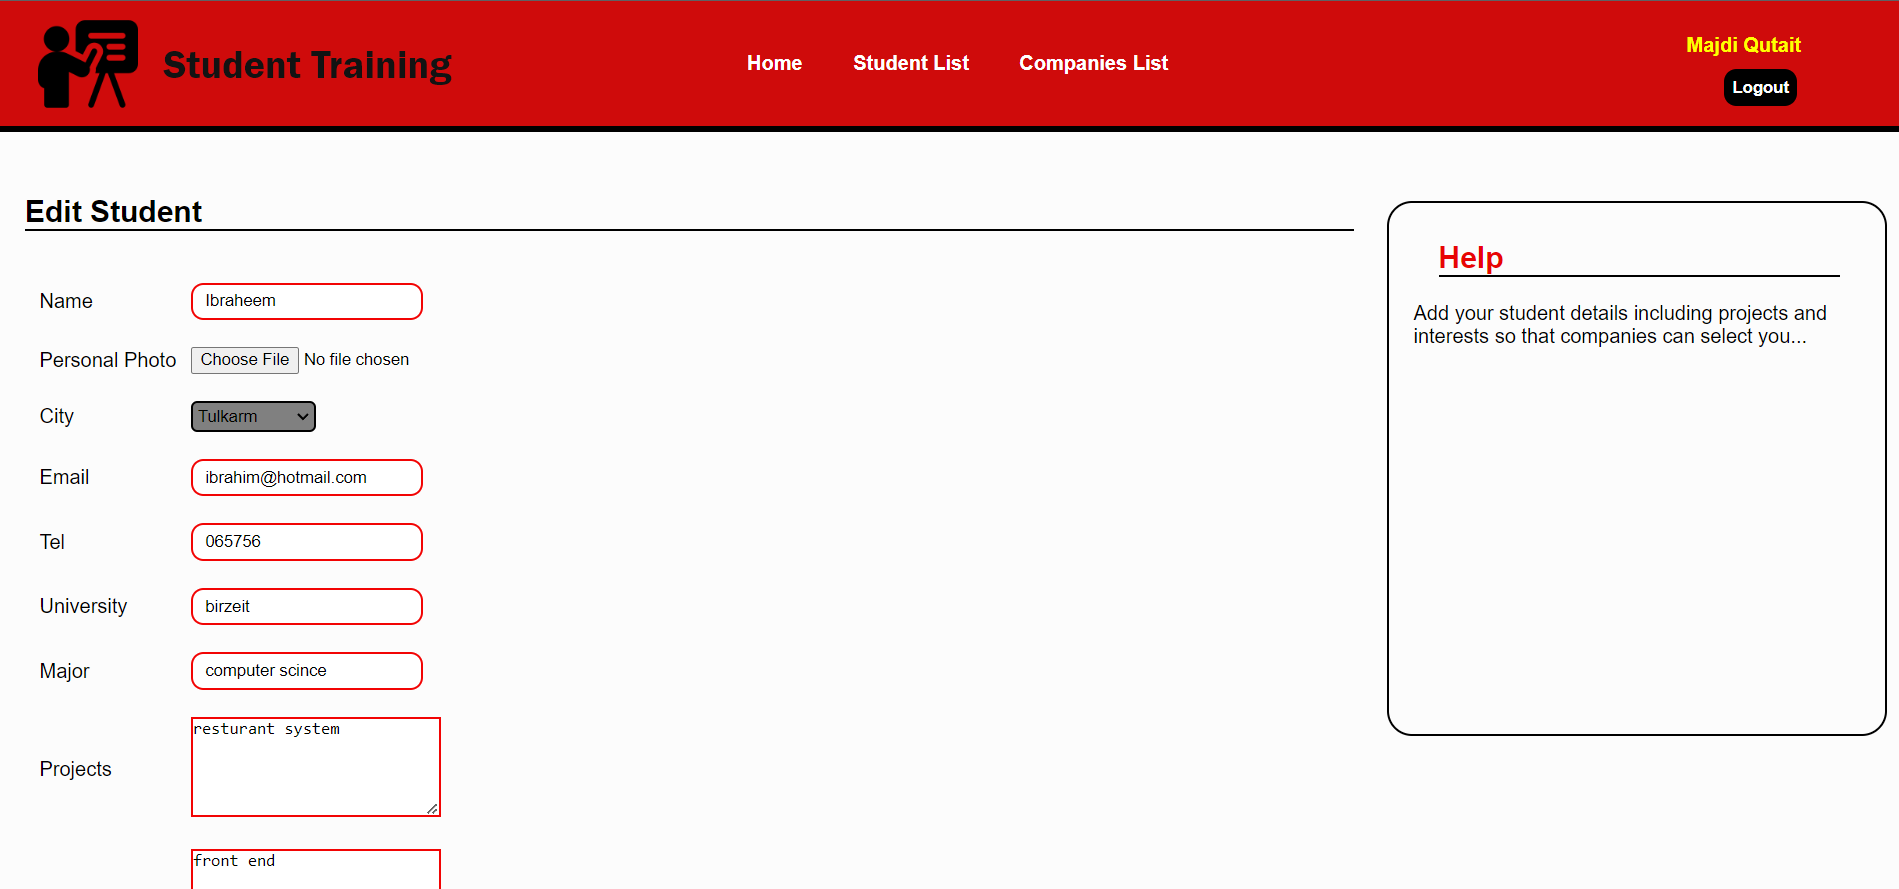 Student Training
Home Student List Companies List
Majdi Qutait
Logout
Edit Student
Name Ibraheem
Personal Photo Choose File No file chosen
City Tulkarm
Email ibrahim@hotmail.com
Tel 065756
University birzeit
Major computer scince
Projects resturant system
front end
Help
Add your student details including projects and
interests so that companies can select you...